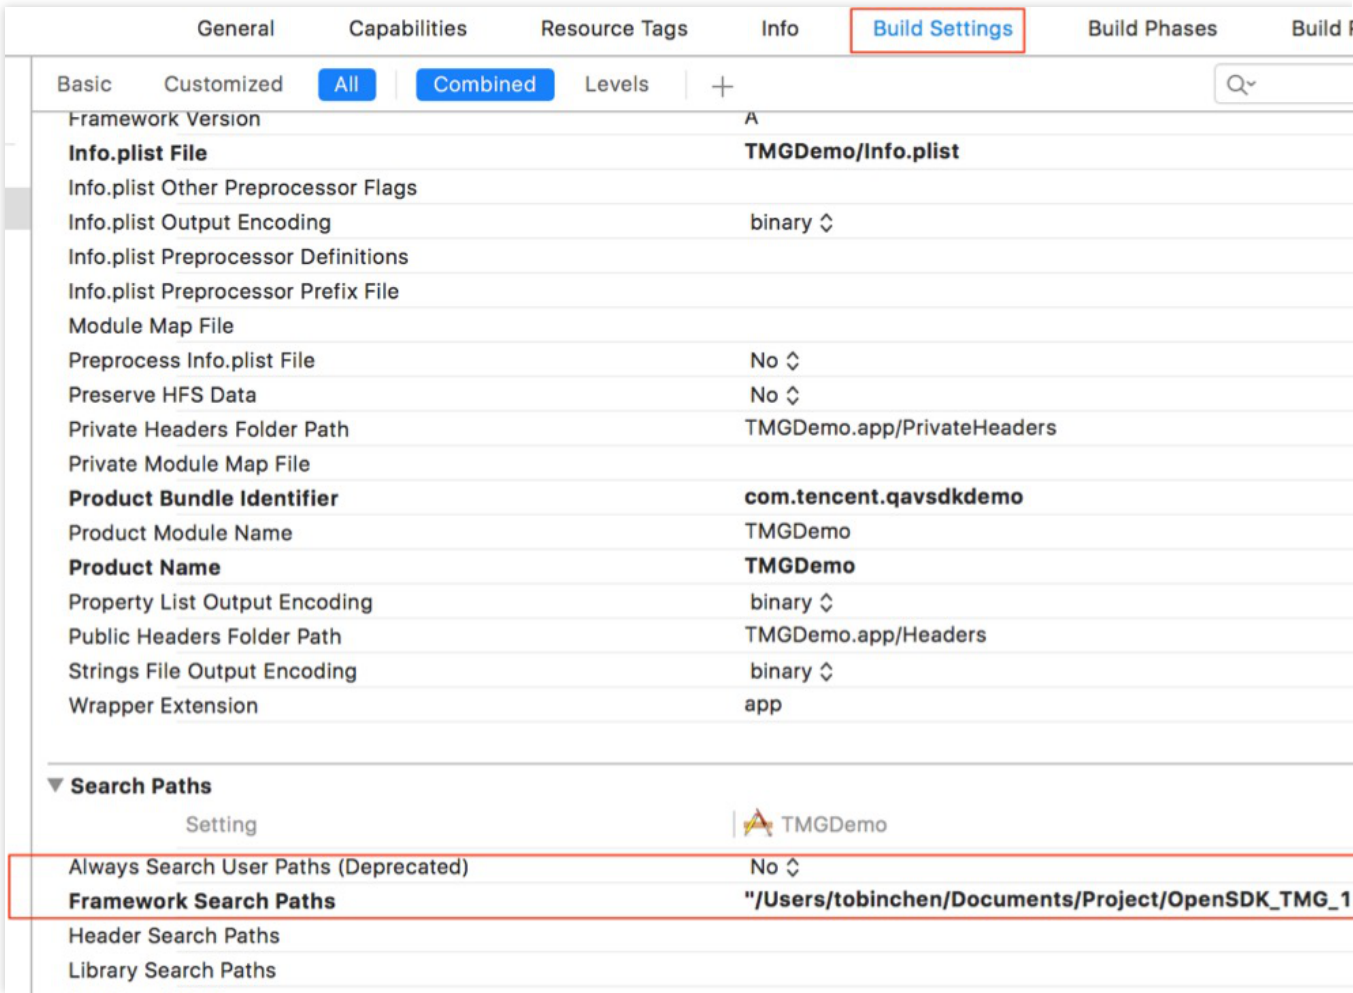 General Capabilities Resource Tags Info Build Settings Build Phases Build
Basic Customized All Combined Levels
Framework Version A
Info.plist File TMGDemo/Info.plist
Info.plist Other Preprocessor Flags
Info.plist Output Encoding binary
Info.plist Preprocessor Definitions
Info.plist Preprocessor Prefix File
Module Map File
Preprocess Info.plist File No
Preserve HFS Data No
Private Headers Folder Path TMGDemo.app/PrivateHeaders
Private Module Map File
Product Bundle Identifier com.tencent.qavsdkdemo
Product Module Name TMGDemo
Product Name TMGDemo
Property List Output Encoding binary
Public Headers Folder Path TMGDemo.app/Headers
Strings File Output Encoding binary
Wrapper Extension app
Search Paths
Setting TMGDemo
Always Search User Paths (Deprecated) No
Framework Search Paths "/Users/tobinchen/Documents/Project/OpenSDK_TMG_1
Header Search Paths
Library Search Paths